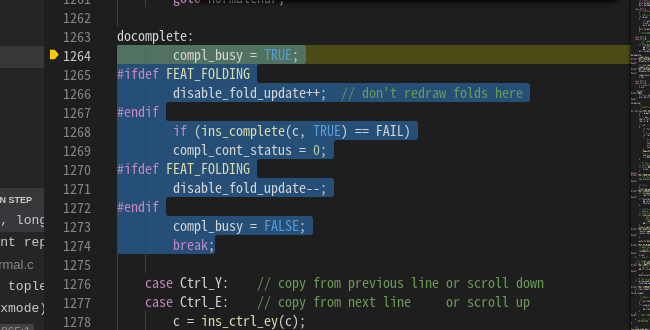 1261 goto normalchar;
1262
1263 docomplete:
1264 compl_busy = TRUE;
1265 #ifdef FEAT_FOLDING
1266 disable_fold_update++;  // don't redraw folds here
1267 #endif
1268 if (ins_complete(c, TRUE) == FAIL)
1269 compl_cont_status = 0;
1270 #ifdef FEAT_FOLDING
1271 disable_fold_update--;
1272 #endif
1273 compl_busy = FALSE;
1274 break;
1275
1276 case Ctrl_Y:    // copy from previous line or scroll down
1277 case Ctrl_E:    // copy from next line     or scroll up
1278 c = ins_ctrl_ey(c);
N STEP
, long
nt rep
rmal.c
tople
xmode)